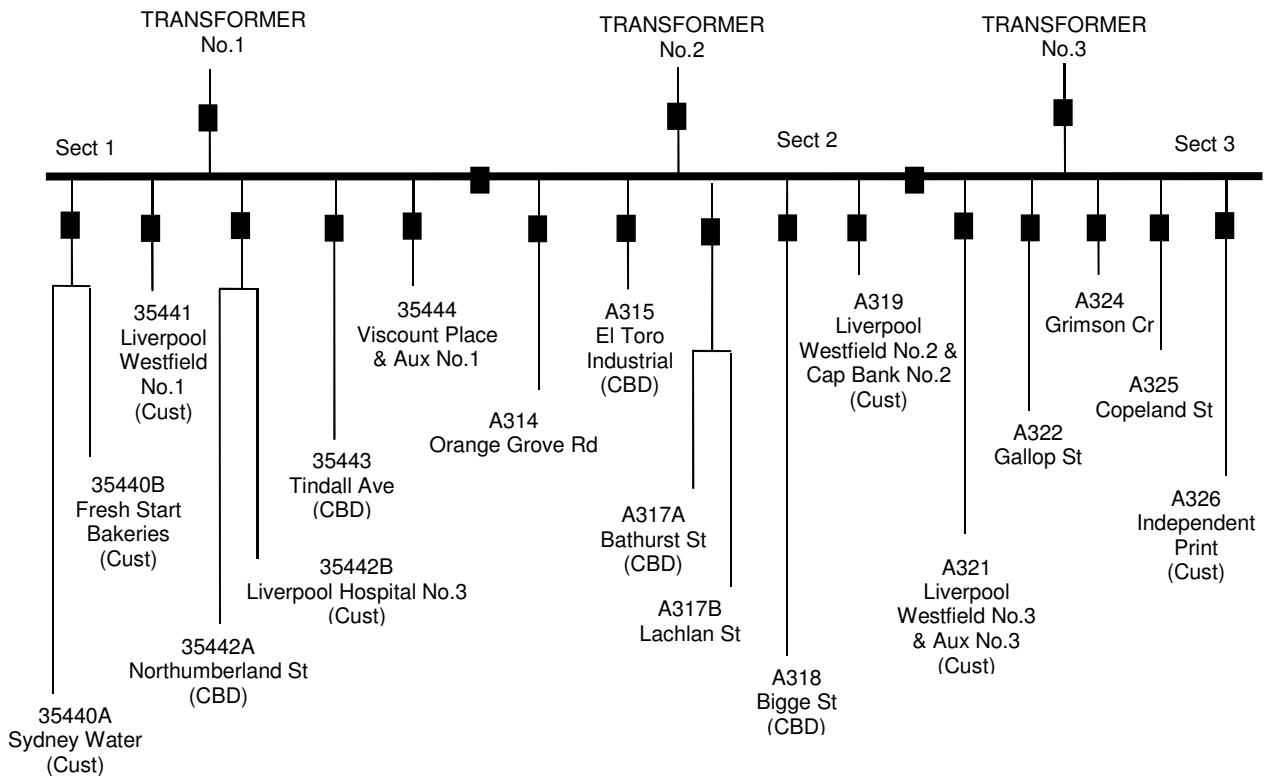 TRANSFORMER
No.1
TRANSFORMER
No.2
TRANSFORMER
No.3
Sect 1
Sect 2
Sect 3
35440A
Sydney Water
(Cust)
35440B
Fresh Start
Bakeries
(Cust)
35441
Liverpool
Westfield
No.1
(Cust)
35442A
Northumberland St
(CBD)
35442B
Liverpool Hospital No.3
(Cust)
35443
Tindall Ave
(CBD)
35444
Viscount Place
& Aux No.1
A314
Orange Grove Rd
A315
El Toro
Industrial
(CBD)
A317A
Bathurst St
(CBD)
A317B
Lachlan St
A318
Bigge St
(CBD)
A319
Liverpool
Westfield No.2 &
Cap Bank No.2
(Cust)
A321
Liverpool
Westfield No.3
& Aux No.3
(Cust)
A322
Gallop St
A324
Grimson Cr
A325
Copeland St
A326
Independent
Print
(Cust)